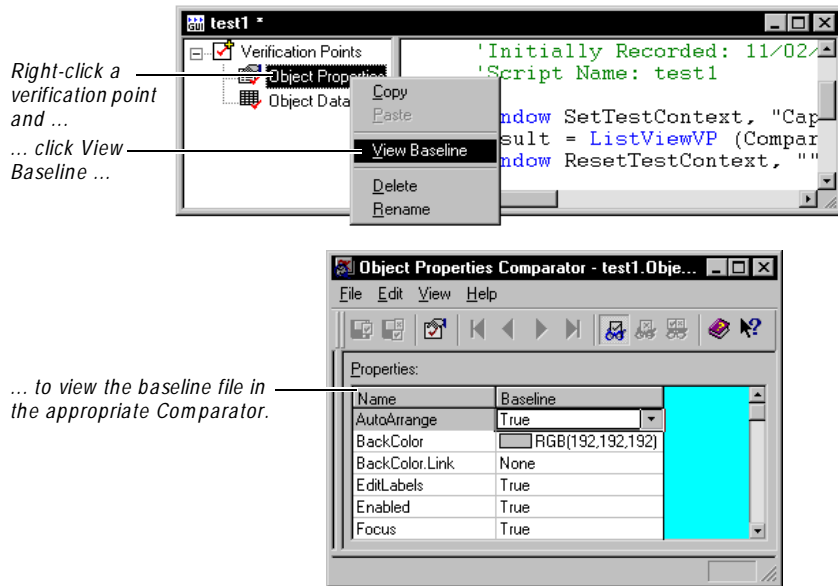 test1 *
Verification Points
Object Properties
Object Data
'Initially Recorded: 11/02/
'Script Name: test1
ndow SetTestContext, "Cap
sult = ListViewVP (Compar
ndow ResetTestContext, ""
Copy
Paste
View Baseline
Delete
Rename
Right-click a
verification point
and ...
... click View
Baseline ...
Object Properties Comparator - test1.Obje...
File Edit View Help
Properties:
Name Baseline
AutoArrange True
BackColor RGB(192,192,192)
BackColor.Link None
EditLabels True
Enabled True
Focus True
... to view the baseline file in
the appropriate Comparator.